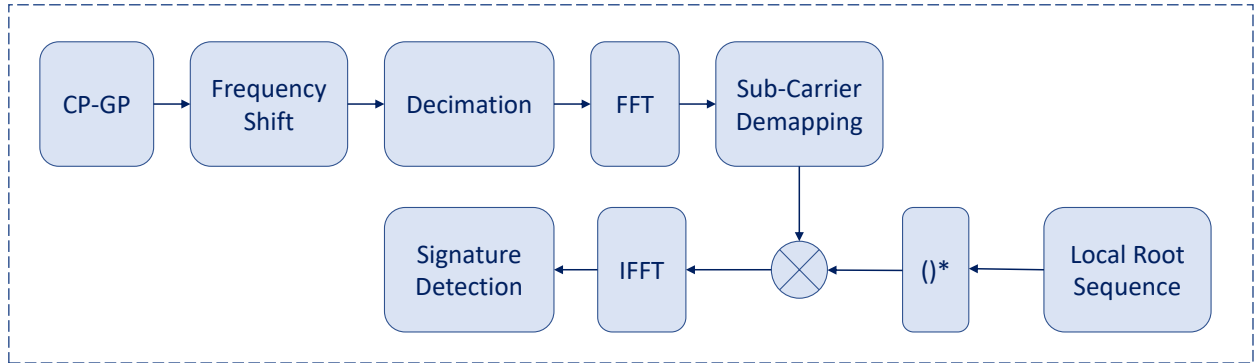 CP-GP
Frequency
Shift
Decimation
FFT
Sub-Carrier
Demapping
Signature
Detection
IFFT
()*
Local Root
Sequence